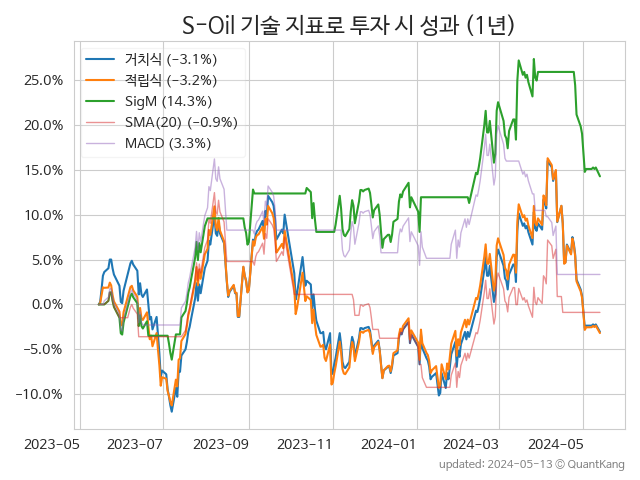 S-Oil 기술 지표로 투자 시 성과 (1년)
거치식 (−3.1%)
적립식 (−3.2%)
SigM (14.3%)
SMA(20) (−0.9%)
MACD (3.3%)
25.0%
20.0%
15.0%
10.0%
5.0%
0.0%
−5.0%
−10.0%
2023-05 2023-07 2023-09 2023-11 2024-01 2024-03 2024-05
updated: 2024-05-13 ⓒ QuantKang